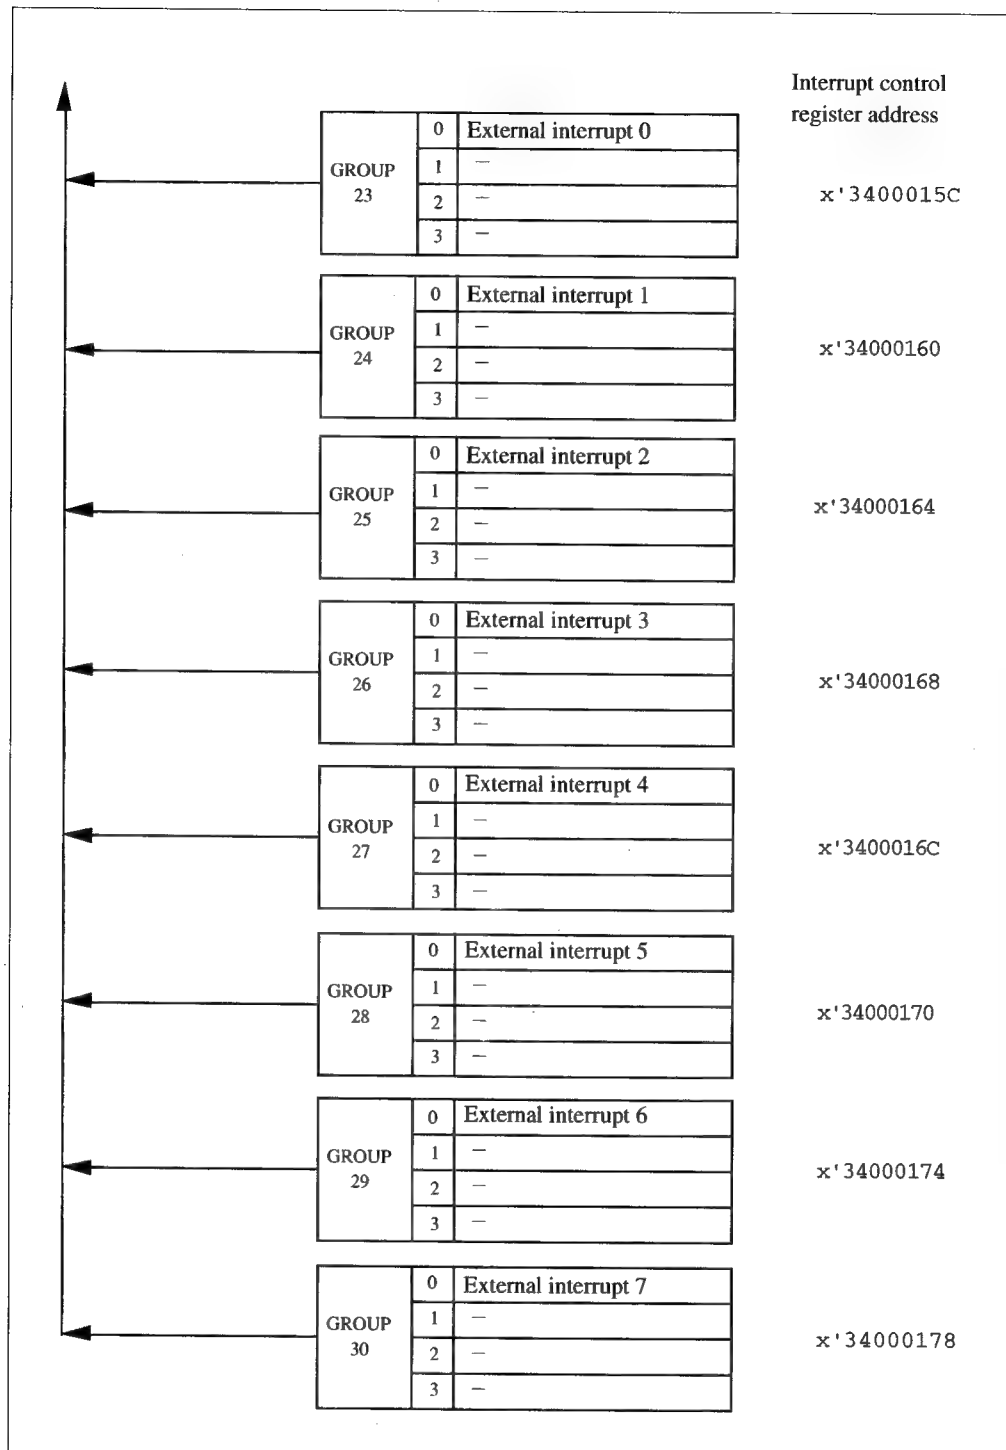 Interrupt control
register address
GROUP
23
0 External interrupt 0
1 –
2 –
3 –
x'3400015C
GROUP
24
0 External interrupt 1
1 –
2 –
3 –
x'34000160
GROUP
25
0 External interrupt 2
1 –
2 –
3 –
x'34000164
GROUP
26
0 External interrupt 3
1 –
2 –
3 –
x'34000168
GROUP
27
0 External interrupt 4
1 –
2 –
3 –
x'3400016C
GROUP
28
0 External interrupt 5
1 –
2 –
3 –
x'34000170
GROUP
29
0 External interrupt 6
1 –
2 –
3 –
x'34000174
GROUP
30
0 External interrupt 7
1 –
2 –
3 –
x'34000178